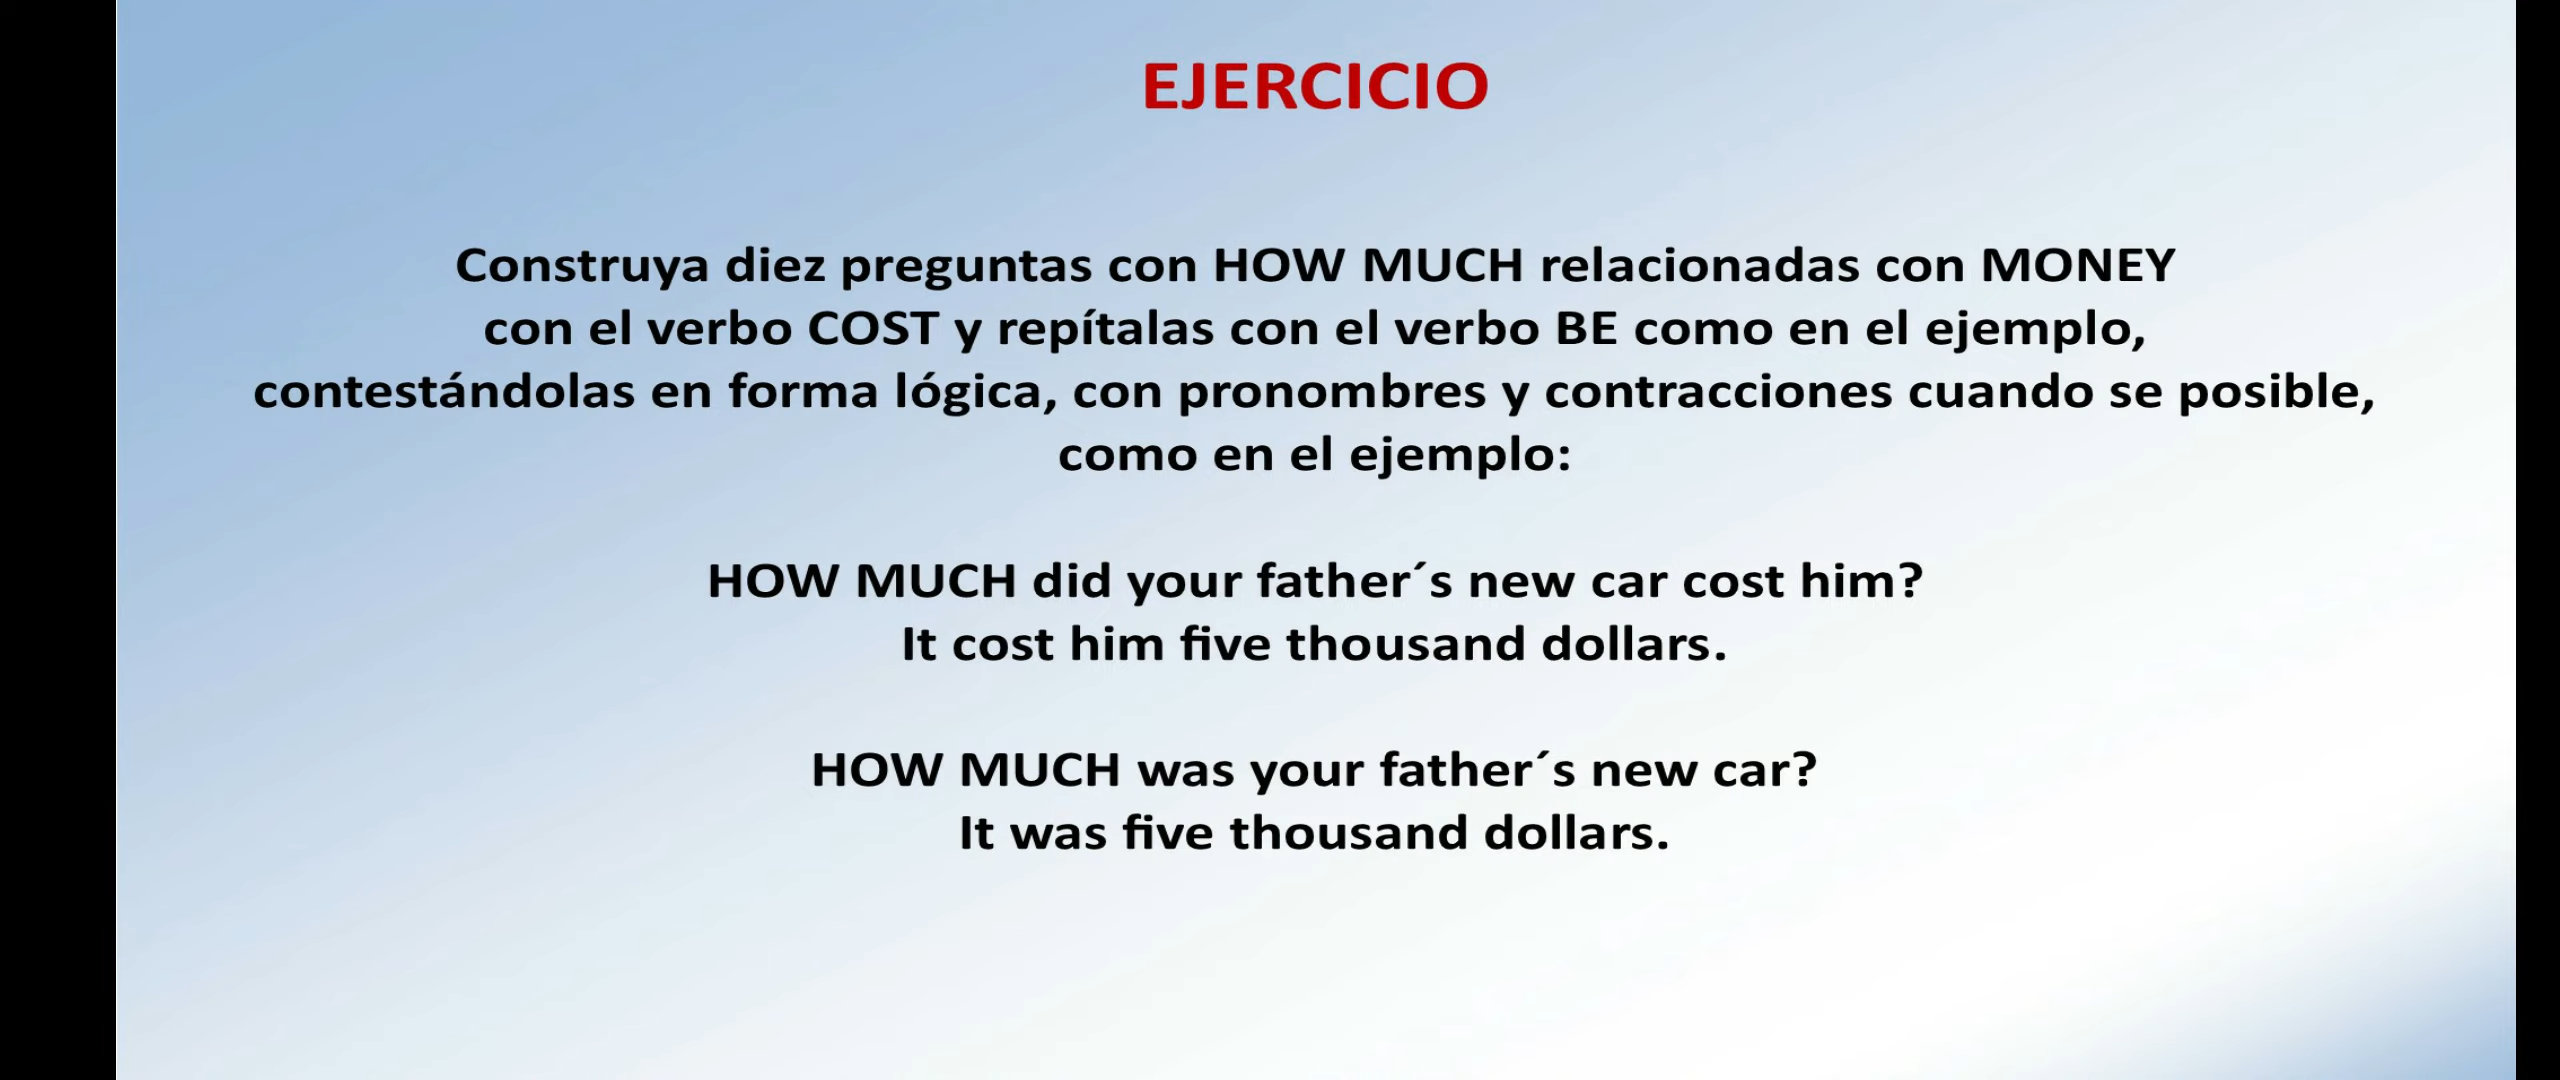 EJERCICIO
Construya diez preguntas con HOW MUCH relacionadas con MONEY
con el verbo COST y repítalas con el verbo BE como en el ejemplo,
contestándolas en forma lógica, con pronombres y contracciones cuando se posible,
como en el ejemplo:
HOW MUCH did your father´s new car cost him?
It cost him five thousand dollars.
HOW MUCH was your father´s new car?
It was five thousand dollars.